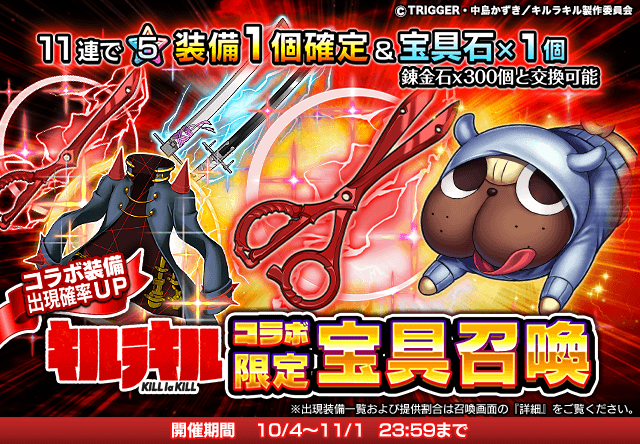 ©TRIGGER・中島かずき/キルラキル製作委員会
11連で5装備1個確定&宝具石×1個
錬金石x300個と交換可能
コラボ装備
出現確率UP
キルラキル
KILL la KILL
コラボ
限定
宝具召喚
※出現装備一覧および提供割合は召喚画面の『詳細』をご覧ください。
開催期間 10/4~11/1 23:59まで